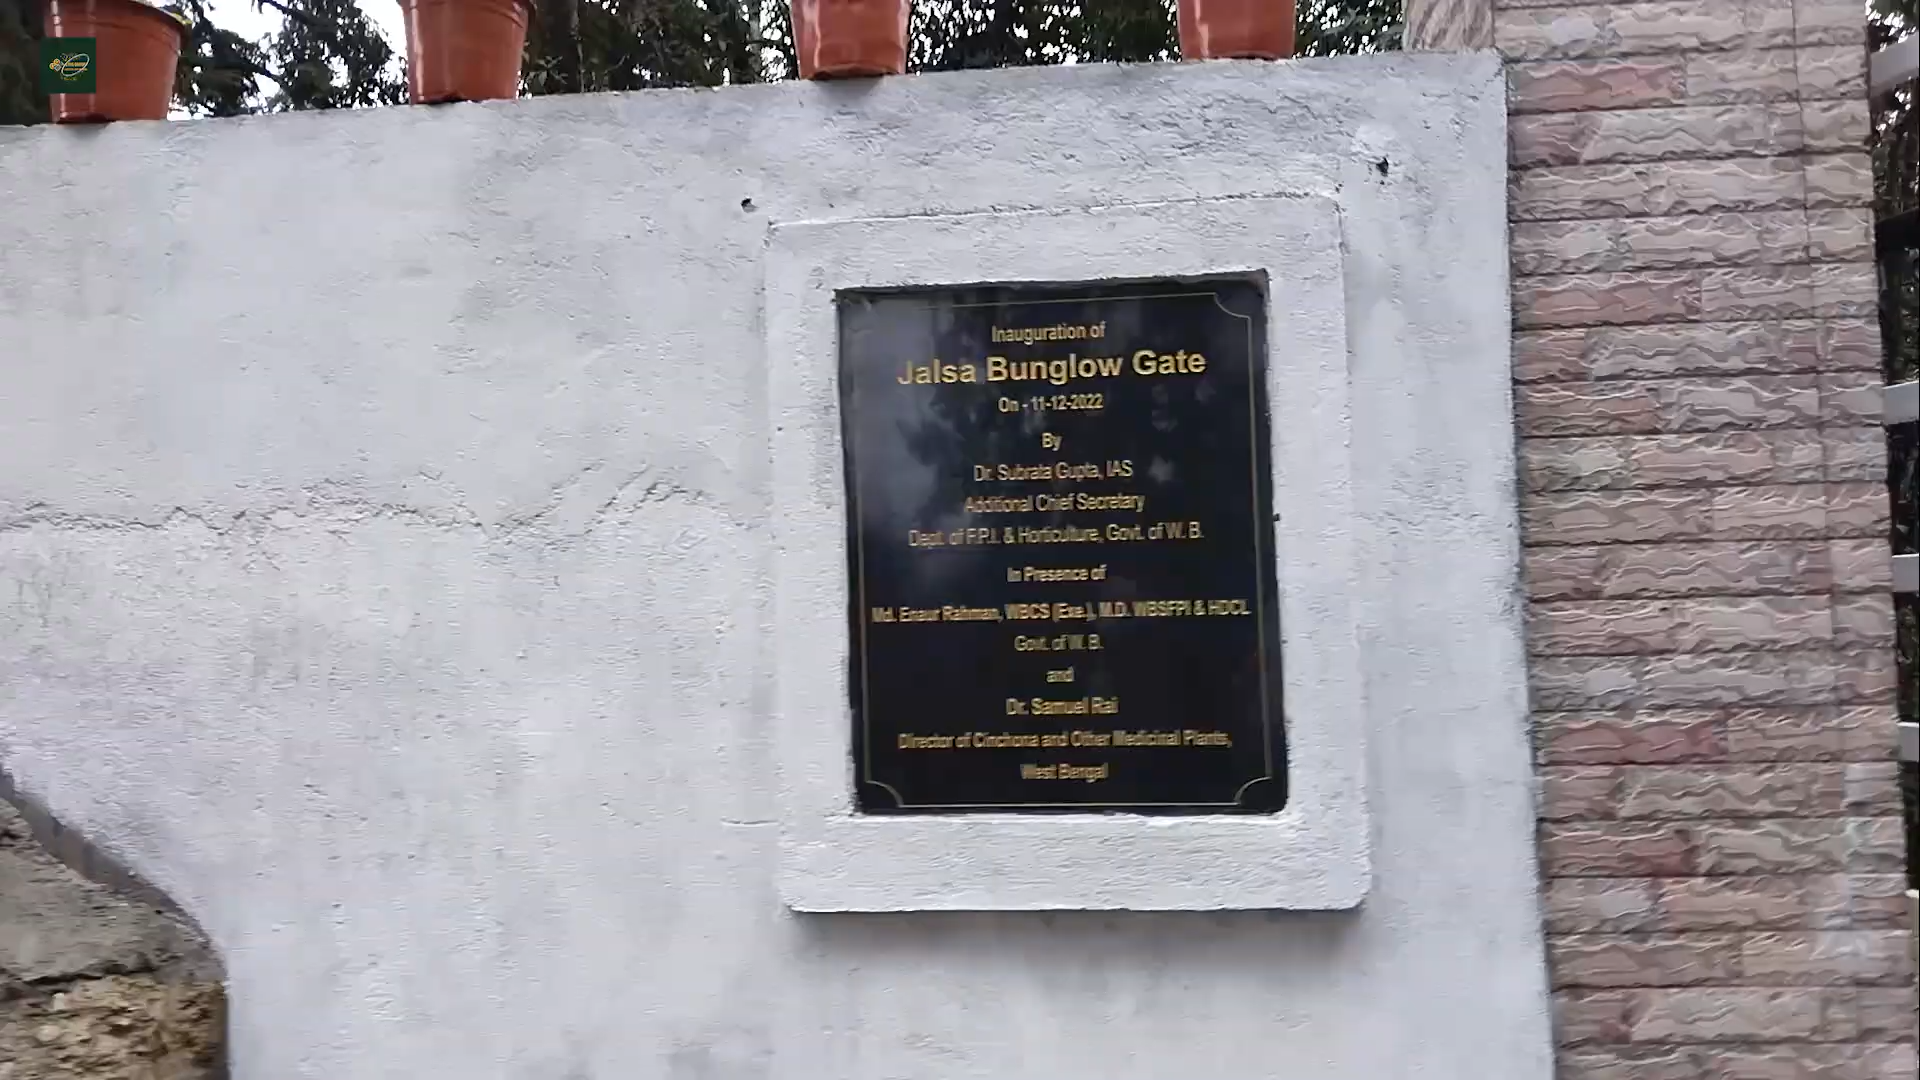 Inauguration of
Jalsa Bunglow Gate
On - 11-12-2022
By
Dr. Subrata Gupta, IAS
Additional Chief Secretary
Dept. of F.P.I. & Horticulture, Govt. of W. B.
In Presence of
Md. Enaur Rahman, WBCS (Exe.), M.D. WBSFPI & HDCL
Govt. of W. B.
and
Dr. Samuel Rai
Director of Cinchona and Other Medicinal Plants,
West Bengal